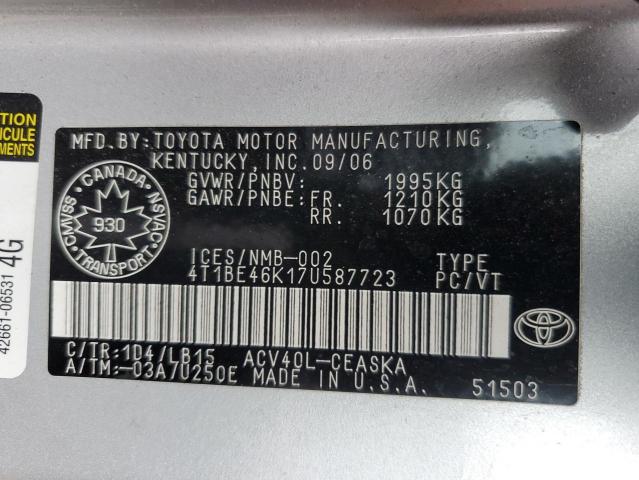 TION
HICULE
MENTS
42661-06531 4G
MFD.BY:TOYOTA MOTOR MANUFACTURING,
KENTUCKY, INC. 09/06
GVWR/PNBV: 1995KG
GAWR/PNBE: FR. 1210KG
RR. 1070KG
CANADA
CMVSS
930
NSVAC
TRANSPORT
ICES/NMB-002 TYPE
4T1BE46K17U587723 PC/VT
C/TR:1D4/LB15 ACV40L-CEASKA
A/TM:-03A/U250E MADE IN U.S.A.
TOYOTA
51503